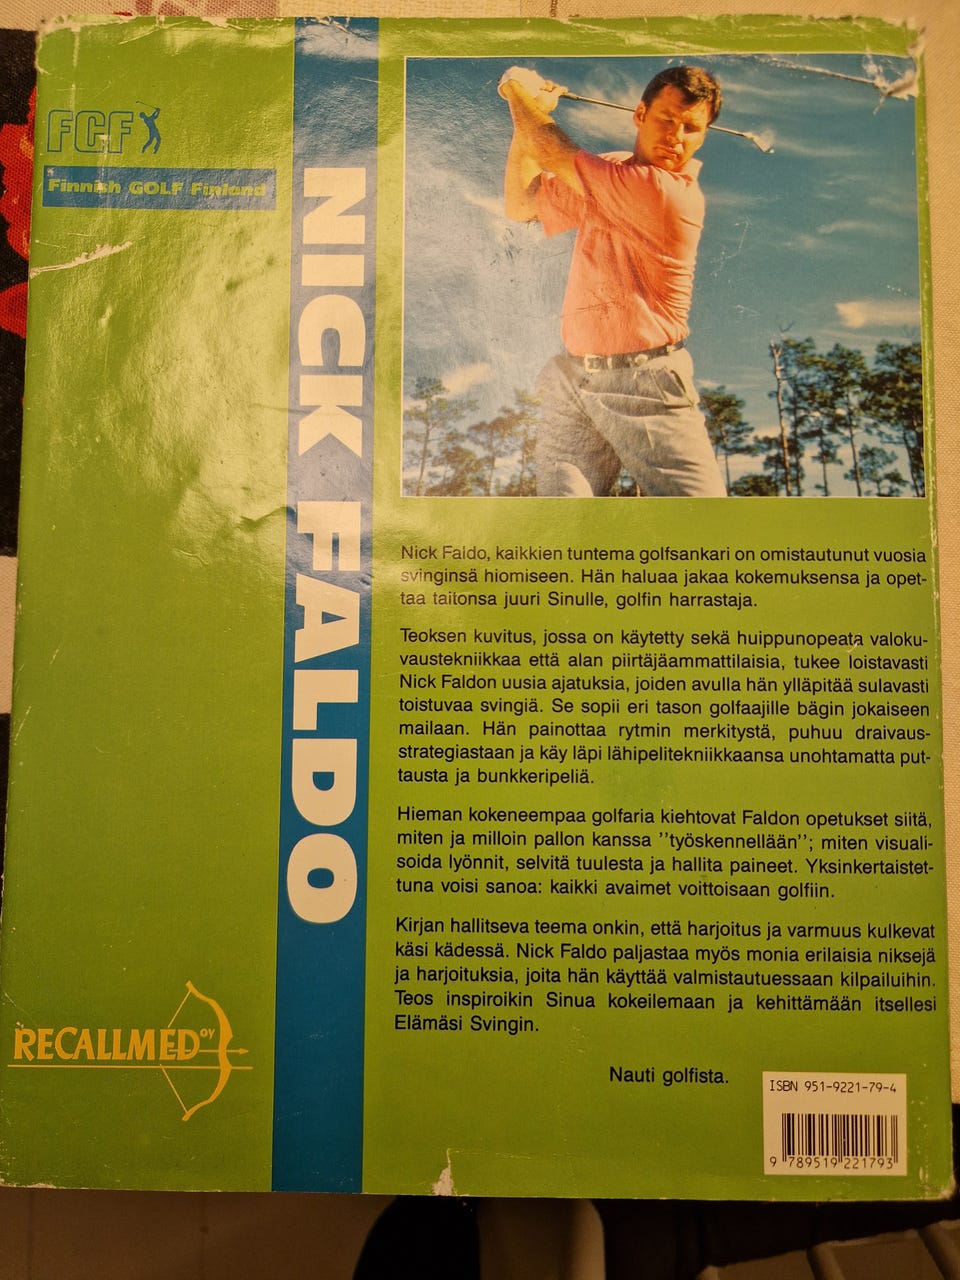 FGF
Finnish GOLF Finland
NICK FALDO
Nick Faldo, kaikkien tuntema golfsankari on omistautunut vuosia
svinginsä hiomiseen. Hän haluaa jakaa kokemuksensa ja opet-
taa taitonsa juuri Sinulle, golfin harrastaja.
Teoksen kuvitus, jossa on käytetty sekä huippunopeata valoku-
vaustekniikkaa että alan piirtäjäammattilaisia, tukee loistavasti
Nick Faldon uusia ajatuksia, joiden avulla hän ylläpitää sulavasti
toistuvaa svingiä. Se sopii eri tason golfaajille bägin jokaiseen
mailaan. Hän painottaa rytmin merkitystä, puhuu draivaus-
strategiastaan ja käy läpi lähipelitekniikkaansa unohtamatta put-
tausta ja bunkkeripeliä.
Hieman kokeneempaa golfaria kiehtovat Faldon opetukset siitä,
miten ja milloin pallon kanssa ''työskennellään''; miten visuali-
soida lyönnit, selvitä tuulesta ja hallita paineet. Yksinkertaistet-
tuna voisi sanoa: kaikki avaimet voittoisaan golfiin.
Kirjan hallitseva teema onkin, että harjoitus ja varmuus kulkevat
käsi kädessä. Nick Faldo paljastaa myös monia erilaisia niksejä
ja harjoituksia, joita hän käyttää valmistautuessaan kilpailuihin.
Teos inspiroikin Sinua kokeilemaan ja kehittämään itsellesi
Elämäsi Svingin.
Nauti golfista.
RECALLMED OY
ISBN 951-9221-79-4
9 789519 221793